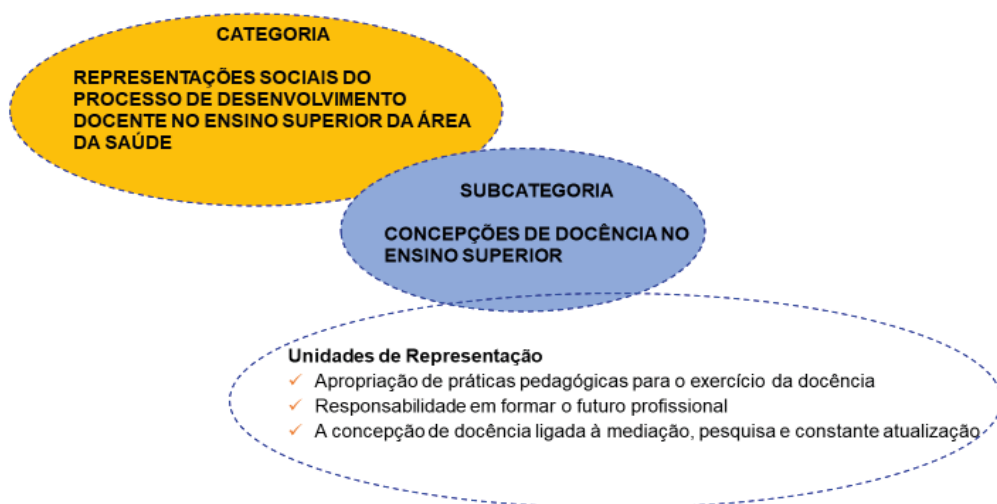 CATEGORIA
REPRESENTAÇÕES SOCIAIS DO
PROCESSO DE DESENVOLVIMENTO
DOCENTE NO ENSINO SUPERIOR DA ÁREA
DA SAÚDE
SUBCATEGORIA
CONCEPÇÕES DE DOCÊNCIA NO
ENSINO SUPERIOR
Unidades de Representação
✓ Apropriação de práticas pedagógicas para o exercício da docência
✓ Responsabilidade em formar o futuro profissional
✓ A concepção de docência ligada à mediação, pesquisa e constante atualização